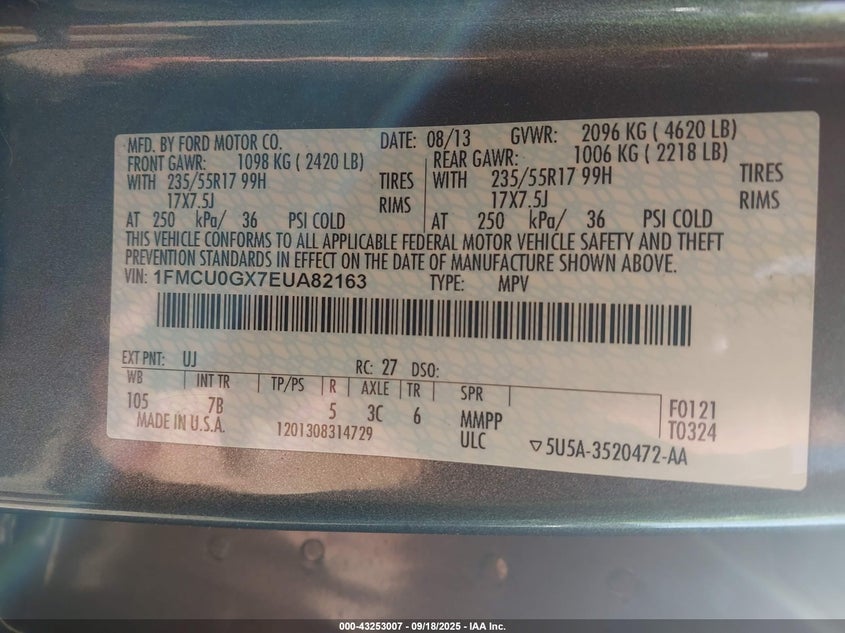 MFD. BY FORD MOTOR CO. DATE: 08/13 GVWR: 2096 KG ( 4620 LB)
FRONT GAWR: 1098 KG ( 2420 LB) REAR GAWR: 1006 KG ( 2218 LB)
WITH 235/55R17 99H TIRES WITH 235/55R17 99H TIRES
17X7.5J RIMS 17X7.5J RIMS
AT 250 kPa/ 36 PSI COLD AT 250 kPa/ 36 PSI COLD
THIS VEHICLE CONFORMS TO ALL APPLICABLE FEDERAL MOTOR VEHICLE SAFETY AND THEFT
PREVENTION STANDARDS IN EFFECT ON THE DATE OF MANUFACTURE SHOWN ABOVE.
VIN: 1FMCU0GX7EUA82163 TYPE: MPV
EXT PNT: UJ RC: 27 DSO:
WB INT TR TP/PS R AXLE TR SPR
105 7B 5 3C 6 MMPP F0121
MADE IN U.S.A. 1201308314729 ULC T0324
▽5U5A-3520472-AA
000-43253007 - 09/18/2025 - IAA Inc.